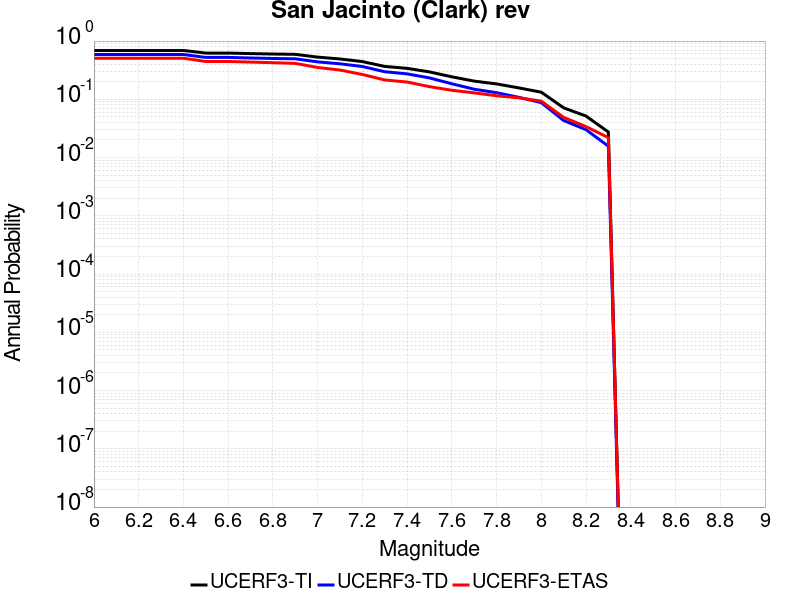 San Jacinto (Clark) rev
10^0
10^-1
10^-2
10^-3
10^-4
10^-5
10^-6
10^-7
10^-8
Annual Probability
6 6.2 6.4 6.6 6.8 7 7.2 7.4 7.6 7.8 8 8.2 8.4 8.6 8.8 9
Magnitude
UCERF3-TI UCERF3-TD UCERF3-ETAS